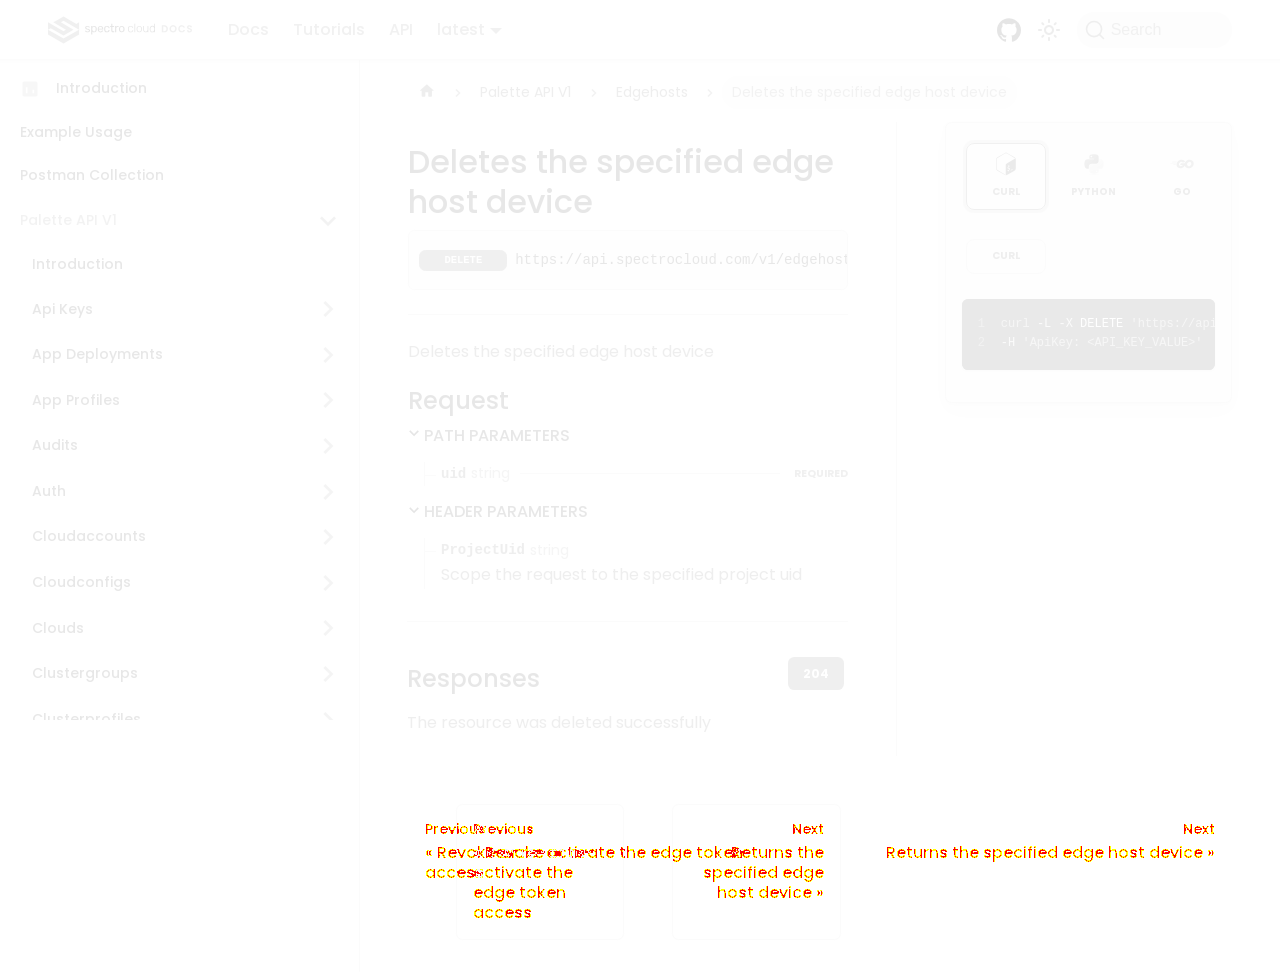 spectro cloud DOCS Docs Tutorials API latest Search
Introduction
Example Usage
Postman Collection
Palette API V1
Introduction
Api Keys
App Deployments
App Profiles
Audits
Auth
Cloudaccounts
Cloudconfigs
Clouds
Clustergroups
Clusterprofiles
Palette API V1 › Edgehosts › Deletes the specified edge host device
Deletes the specified edge
host device
DELETE https://api.spectrocloud.com/v1/edgehost
Deletes the specified edge host device
Request
PATH PARAMETERS
uid string REQUIRED
HEADER PARAMETERS
ProjectUid string
Scope the request to the specified project uid
Responses
204
The resource was deleted successfully
CURL PYTHON GO
CURL
1 curl -L -X DELETE 'https://api
2 -H 'ApiKey: <API_KEY_VALUE>'
Previous Previous Next Next
activate the edge token
Returns the
specified edge
host device »
activate the
edge token
access
Returns the specified edge host device »